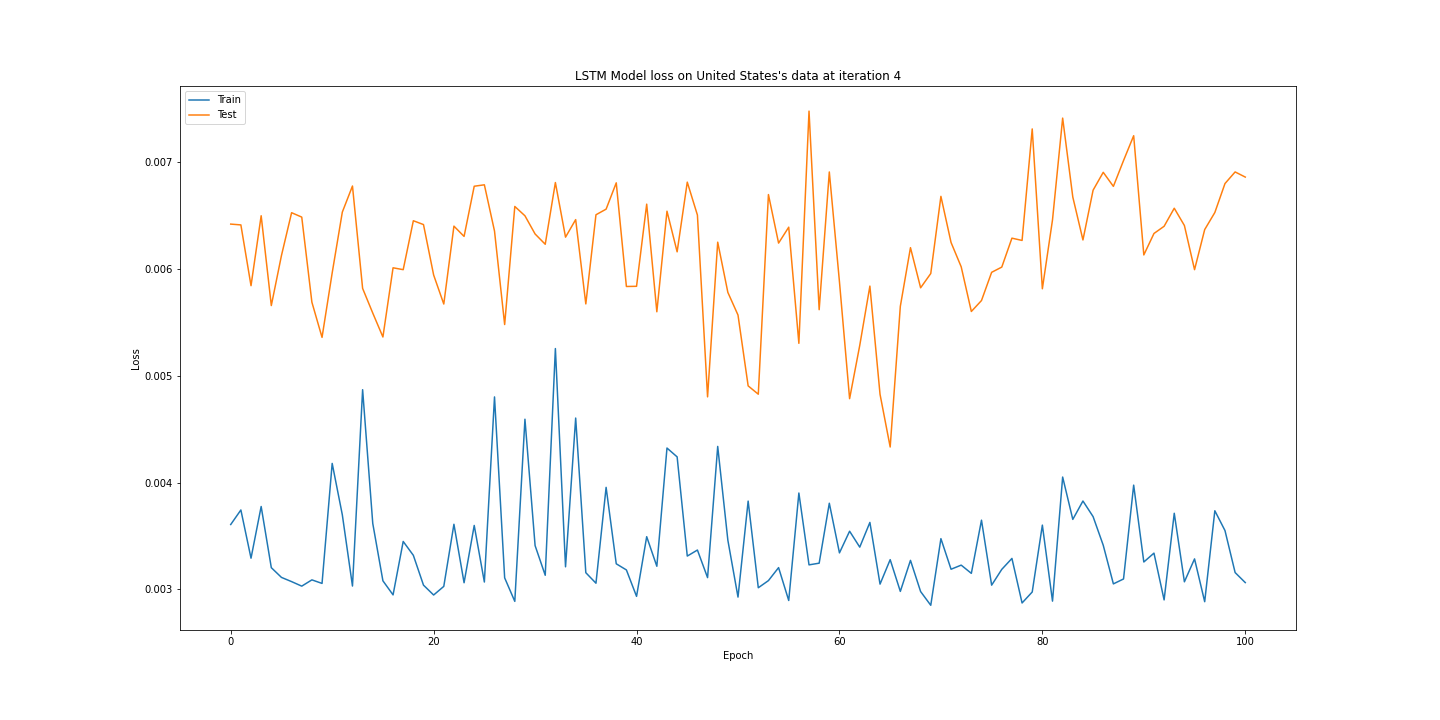 LSTM Model loss on United States's data at iteration 4
Train
Test
0.007
0.006
0.005
0.004
0.003
Loss
0 20 40 60 80 100
Epoch